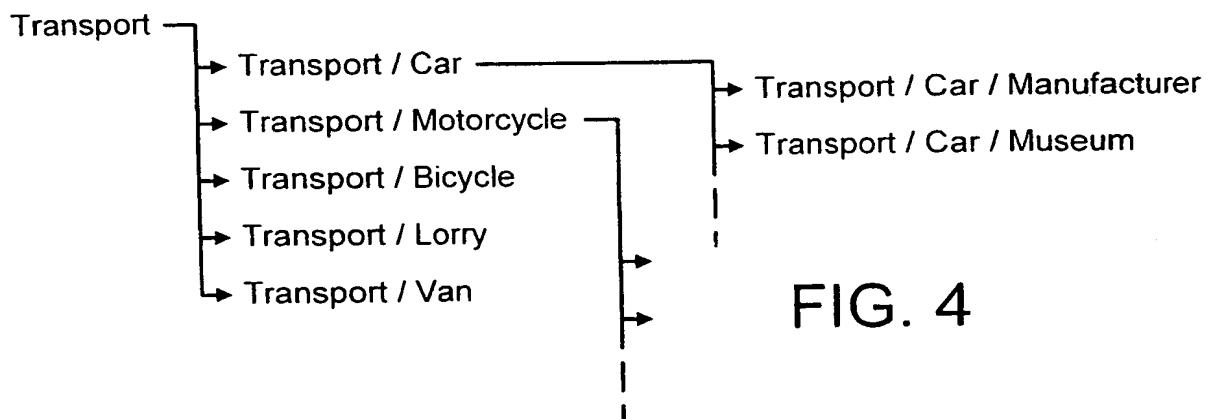 Transport
Transport / Car
Transport / Motorcycle
Transport / Bicycle
Transport / Lorry
Transport / Van
Transport / Car / Manufacturer
Transport / Car / Museum
FIG. 4